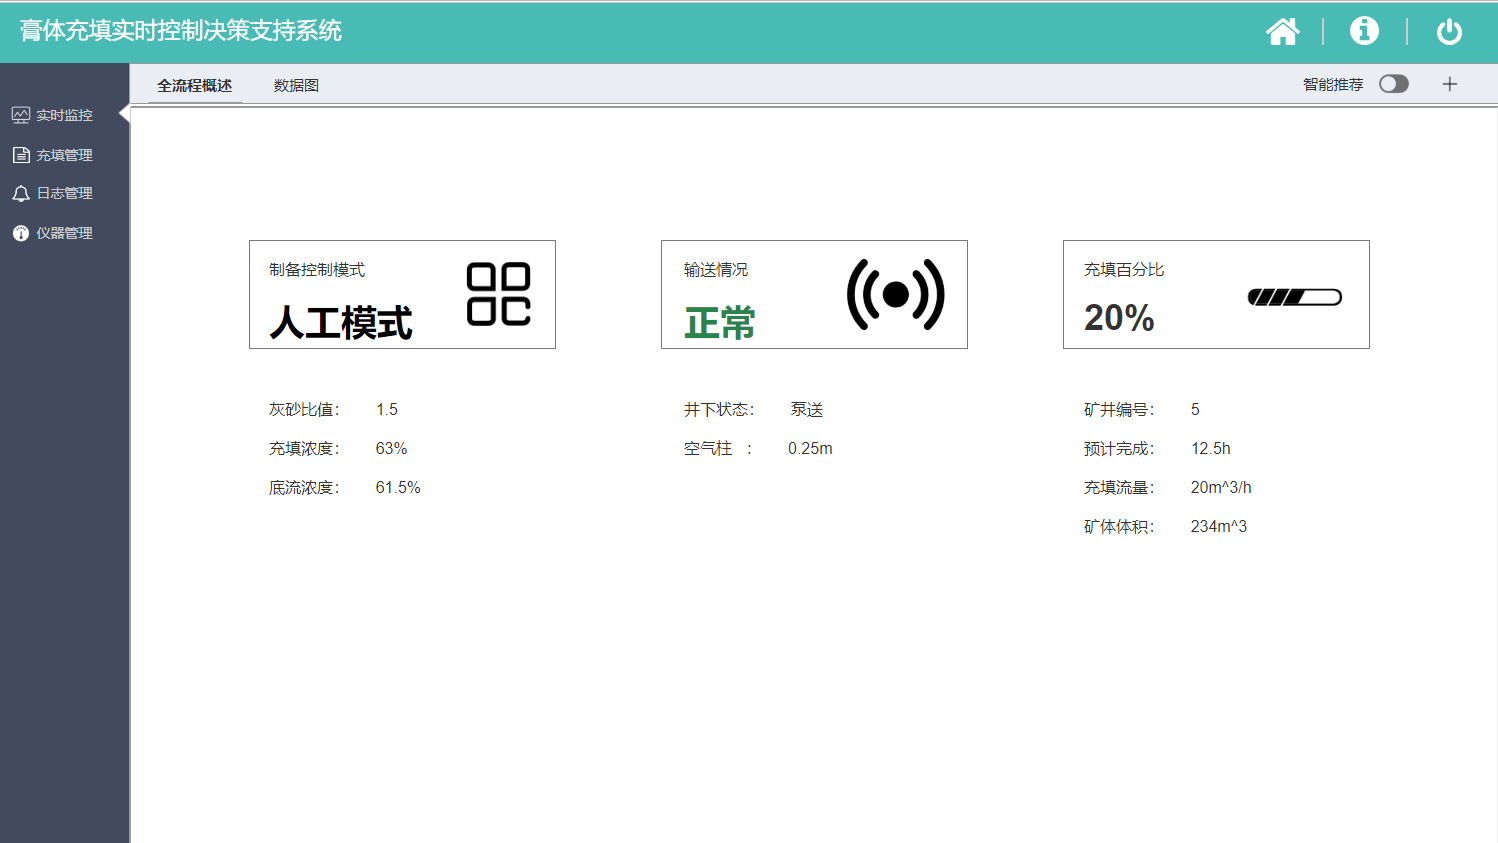 膏体充填实时控制决策支持系统
全流程概述 数据图 智能推荐
实时监控
充填管理
日志管理
仪器管理
制备控制模式
人工模式
灰砂比值： 1.5
充填浓度： 63%
底流浓度： 61.5%
输送情况
正常
井下状态： 泵送
空气柱 ： 0.25m
充填百分比
20%
矿井编号： 5
预计完成： 12.5h
充填流量： 20m^3/h
矿体体积： 234m^3